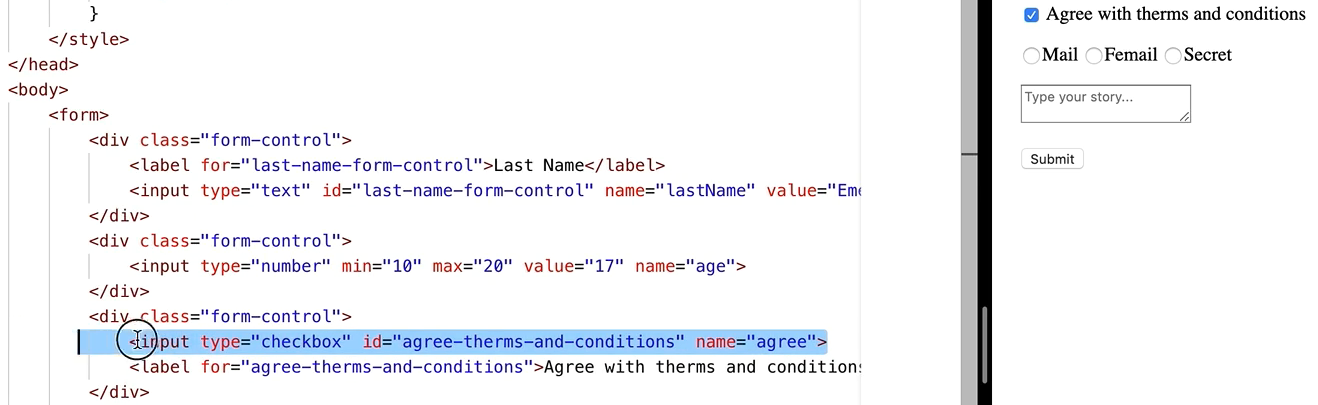 }
</style>
</head>
<body>
<form>
<div class="form-control">
<label for="last-name-form-control">Last Name</label>
<input type="text" id="last-name-form-control" name="lastName" value="Eme
</div>
<div class="form-control">
<input type="number" min="10" max="20" value="17" name="age">
</div>
<div class="form-control">
<input type="checkbox" id="agree-therms-and-conditions" name="agree">
<label for="agree-therms-and-conditions">Agree with therms and conditions
</div>
Agree with therms and conditions
Mail Femail Secret
Type your story...
Submit